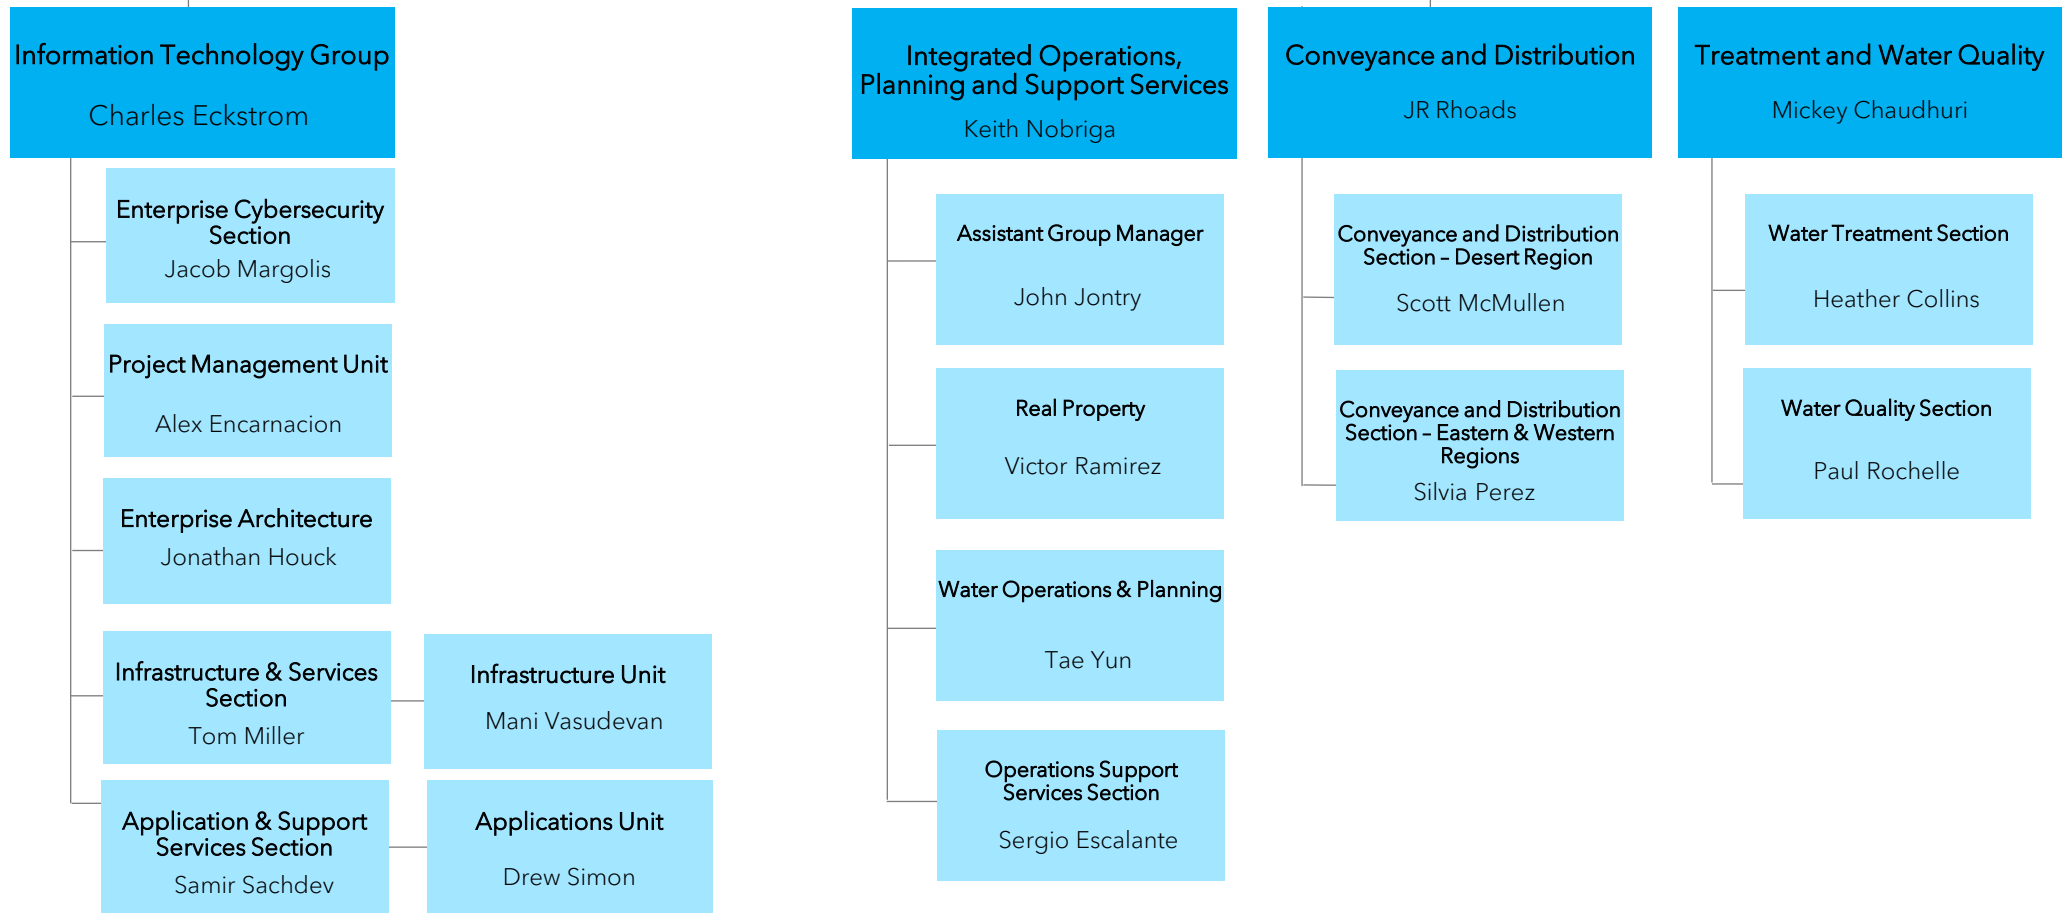 Information Technology Group
Charles Eckstrom
Enterprise Cybersecurity
Section
Jacob Margolis
Project Management Unit
Alex Encarnacion
Enterprise Architecture
Jonathan Houck
Infrastructure & Services
Section
Tom Miller
Infrastructure Unit
Mani Vasudevan
Application & Support
Services Section
Samir Sachdev
Applications Unit
Drew Simon
Integrated Operations,
Planning and Support Services
Keith Nobriga
Assistant Group Manager
John Jontry
Real Property
Victor Ramirez
Water Operations & Planning
Tae Yun
Operations Support
Services Section
Sergio Escalante
Conveyance and Distribution
JR Rhoads
Conveyance and Distribution
Section – Desert Region
Scott McMullen
Conveyance and Distribution
Section – Eastern & Western
Regions
Silvia Perez
Treatment and Water Quality
Mickey Chaudhuri
Water Treatment Section
Heather Collins
Water Quality Section
Paul Rochelle